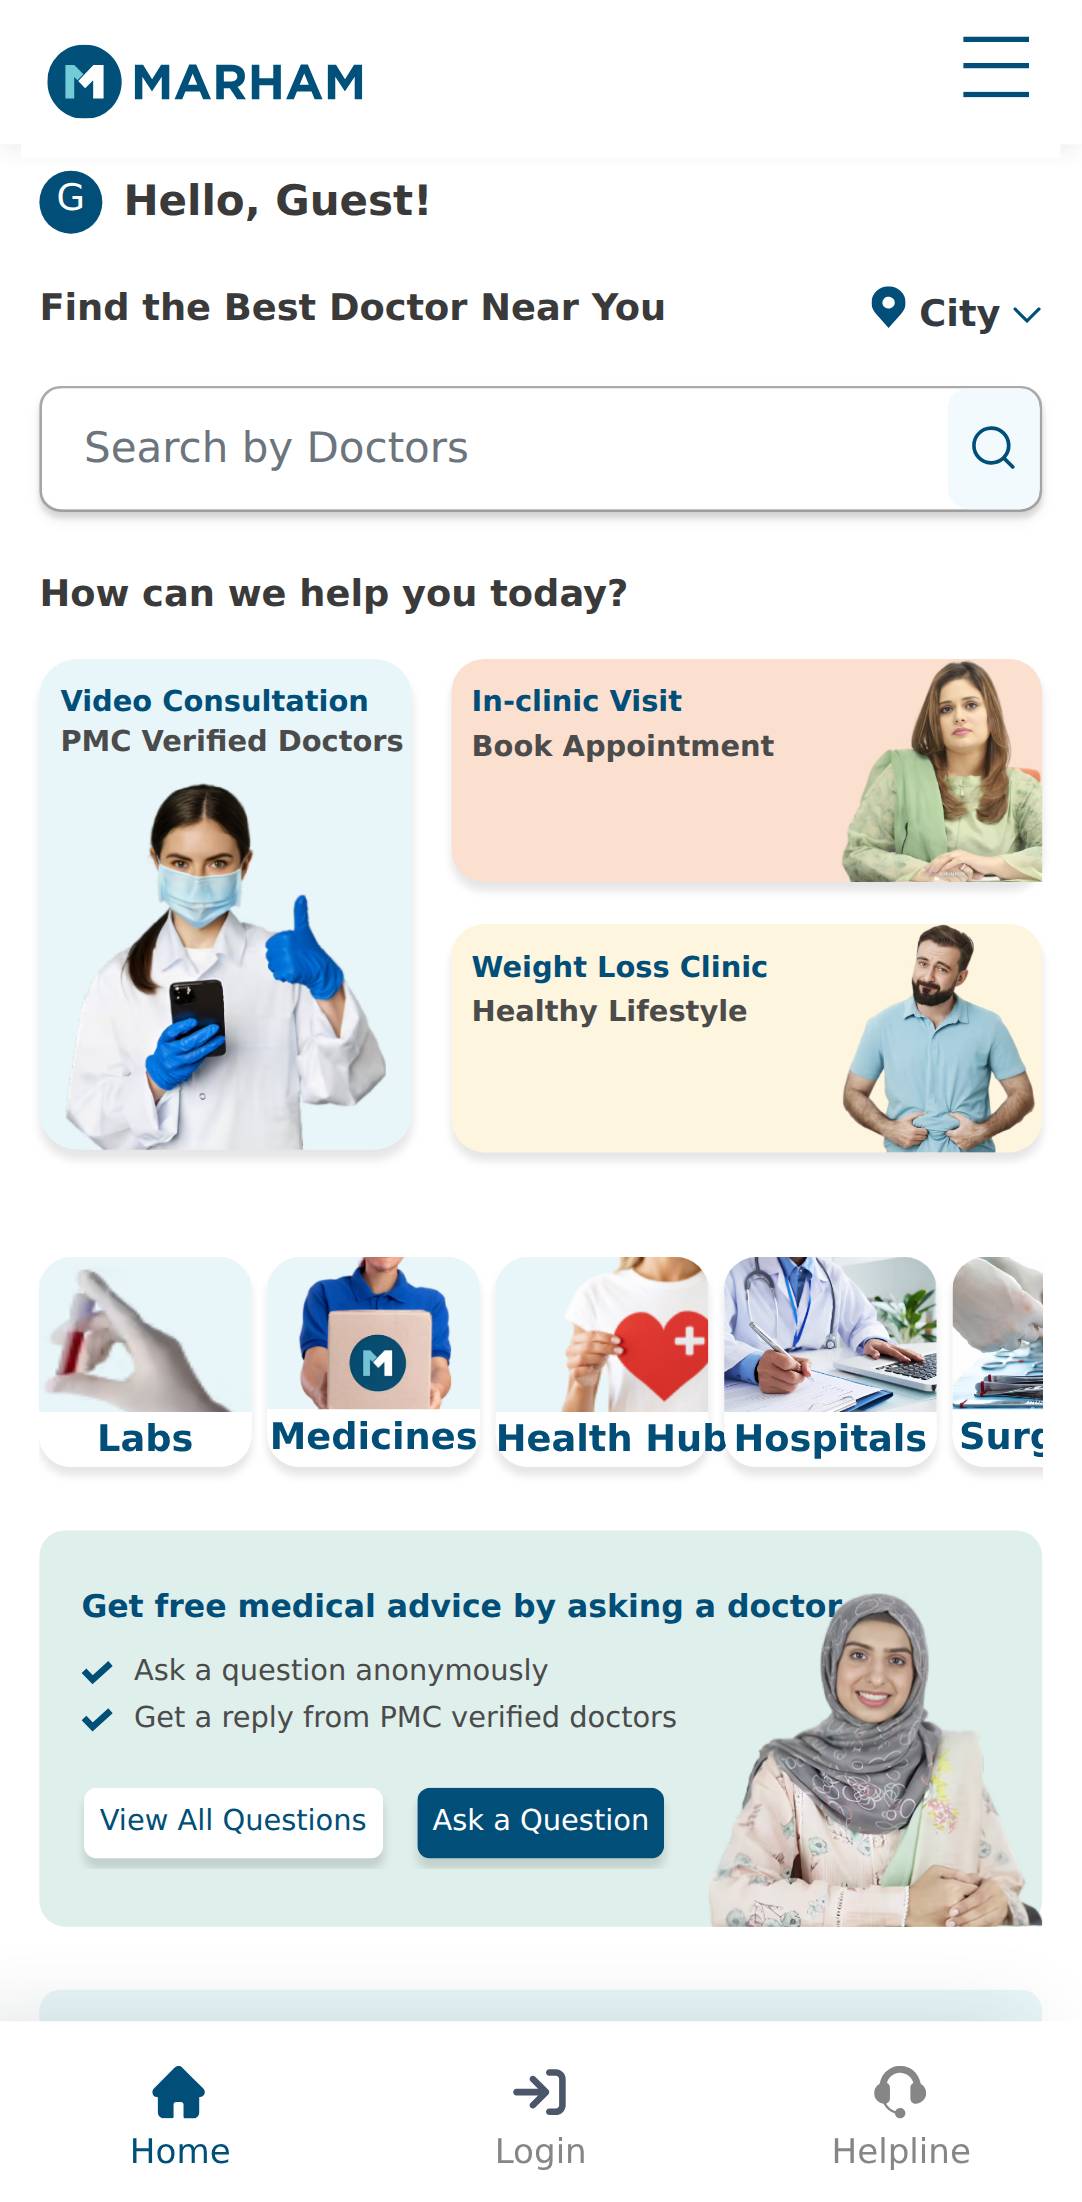 MARHAM
G Hello, Guest!
Find the Best Doctor Near You
City
Search by Doctors
How can we help you today?
Video Consultation
PMC Verified Doctors
In-clinic Visit
Book Appointment
Weight Loss Clinic
Healthy Lifestyle
Labs
Medicines
Health Hub
Hospitals
Surg
Get free medical advice by asking a doctor
Ask a question anonymously
Get a reply from PMC verified doctors
View All Questions
Ask a Question
Home
Login
Helpline